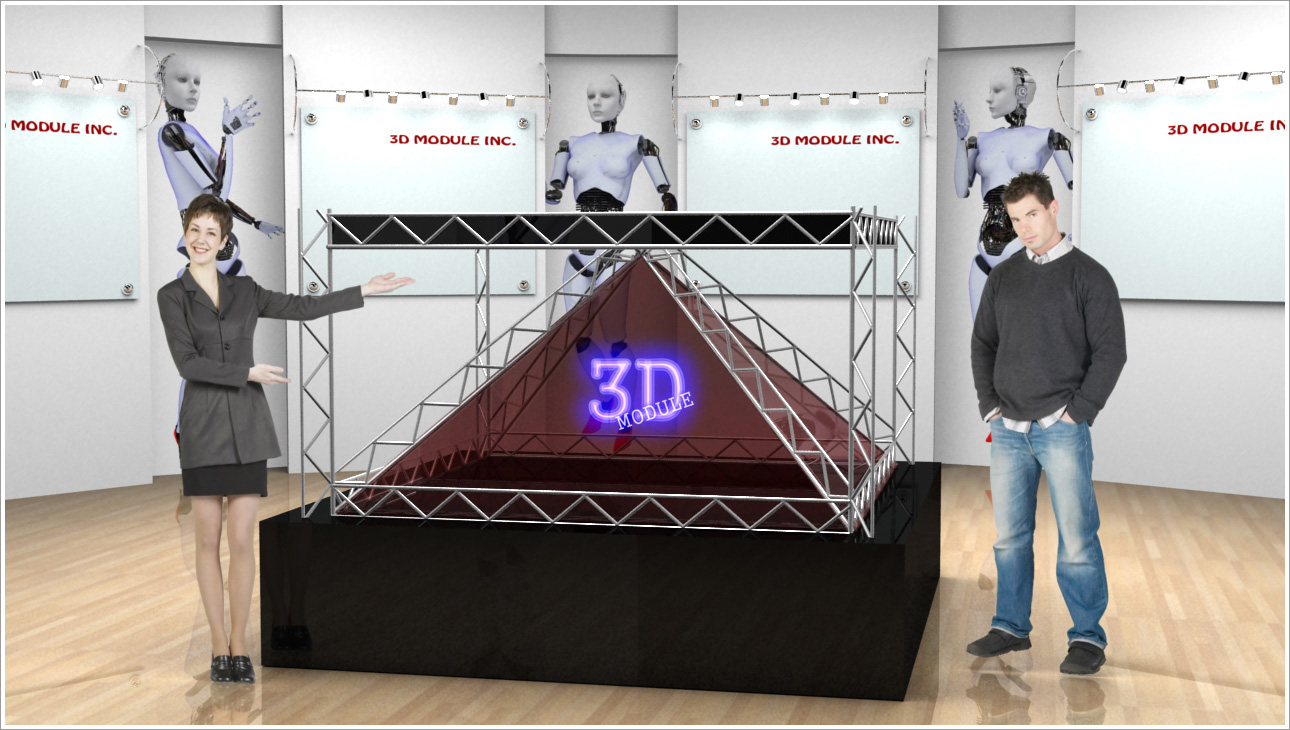 MODULE INC.
3D MODULE INC.
3D MODULE INC.
3D MODULE IN
3D
MODULE